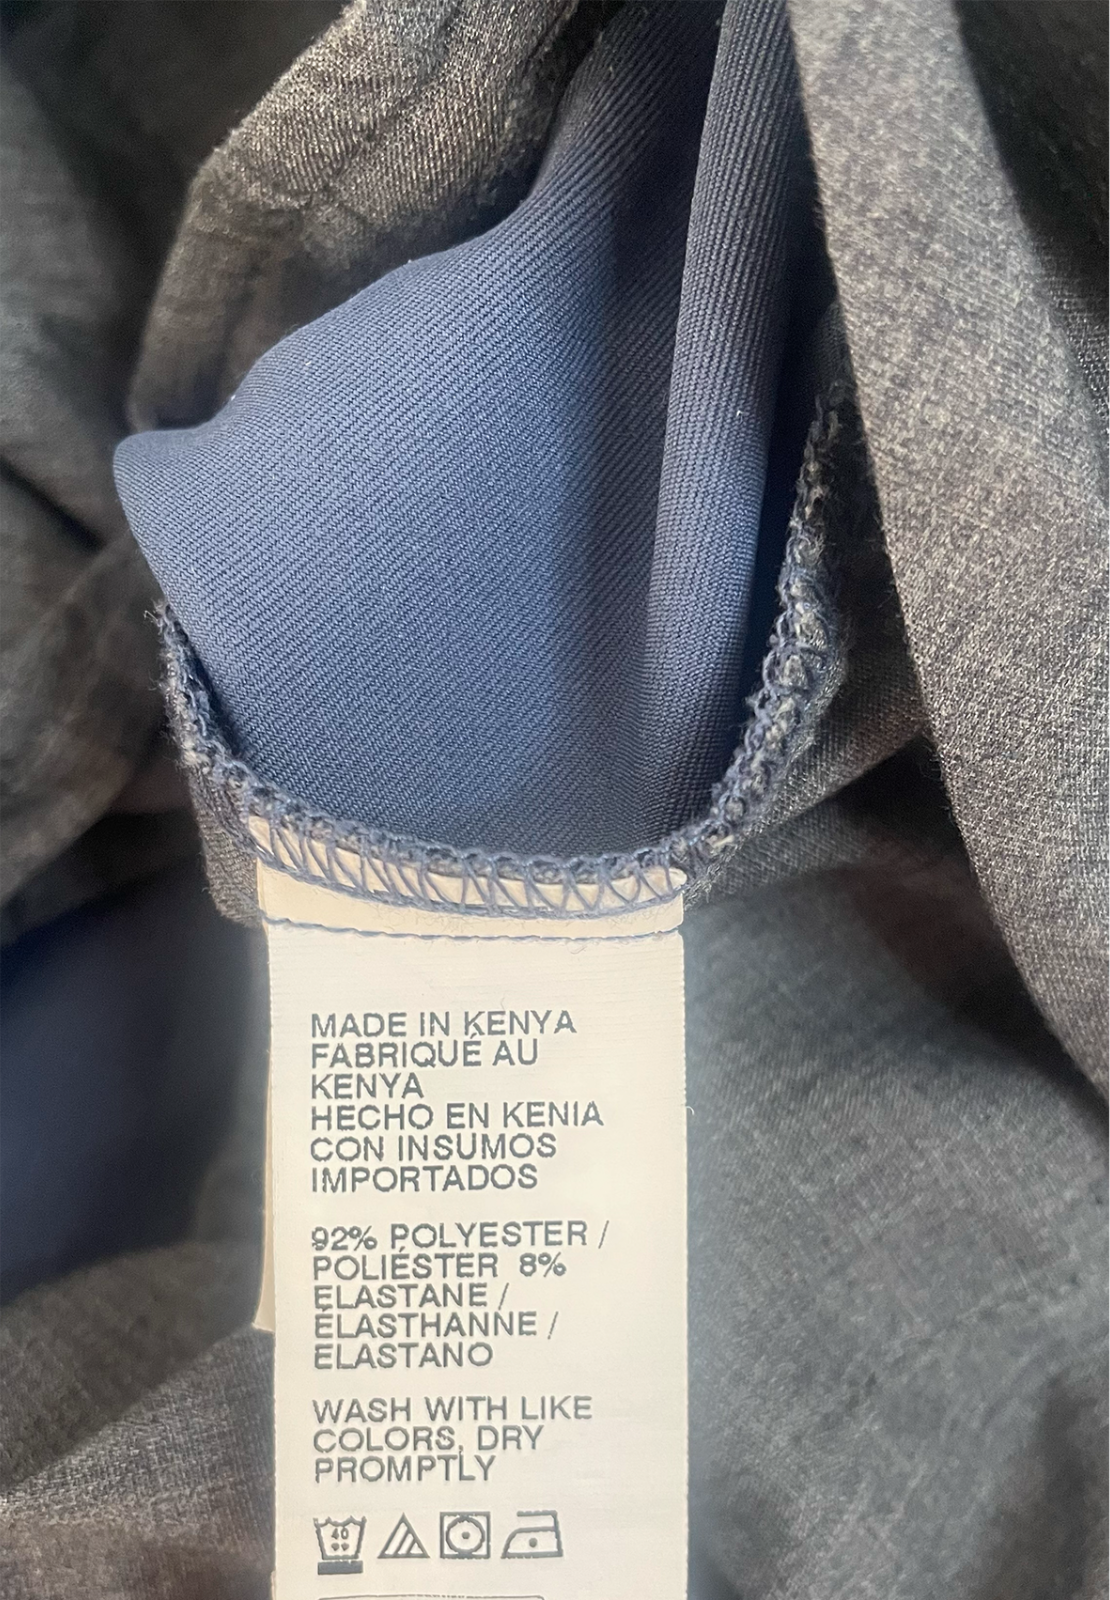 MADE IN KENYA
FABRIQUÉ AU
KENYA
HECHO EN KENIA
CON INSUMOS
IMPORTADOS
92% POLYESTER /
POLIÉSTER 8%
ELASTANE /
ÉLASTHANNE /
ELASTANO
WASH WITH LIKE
COLORS, DRY
PROMPTLY
40